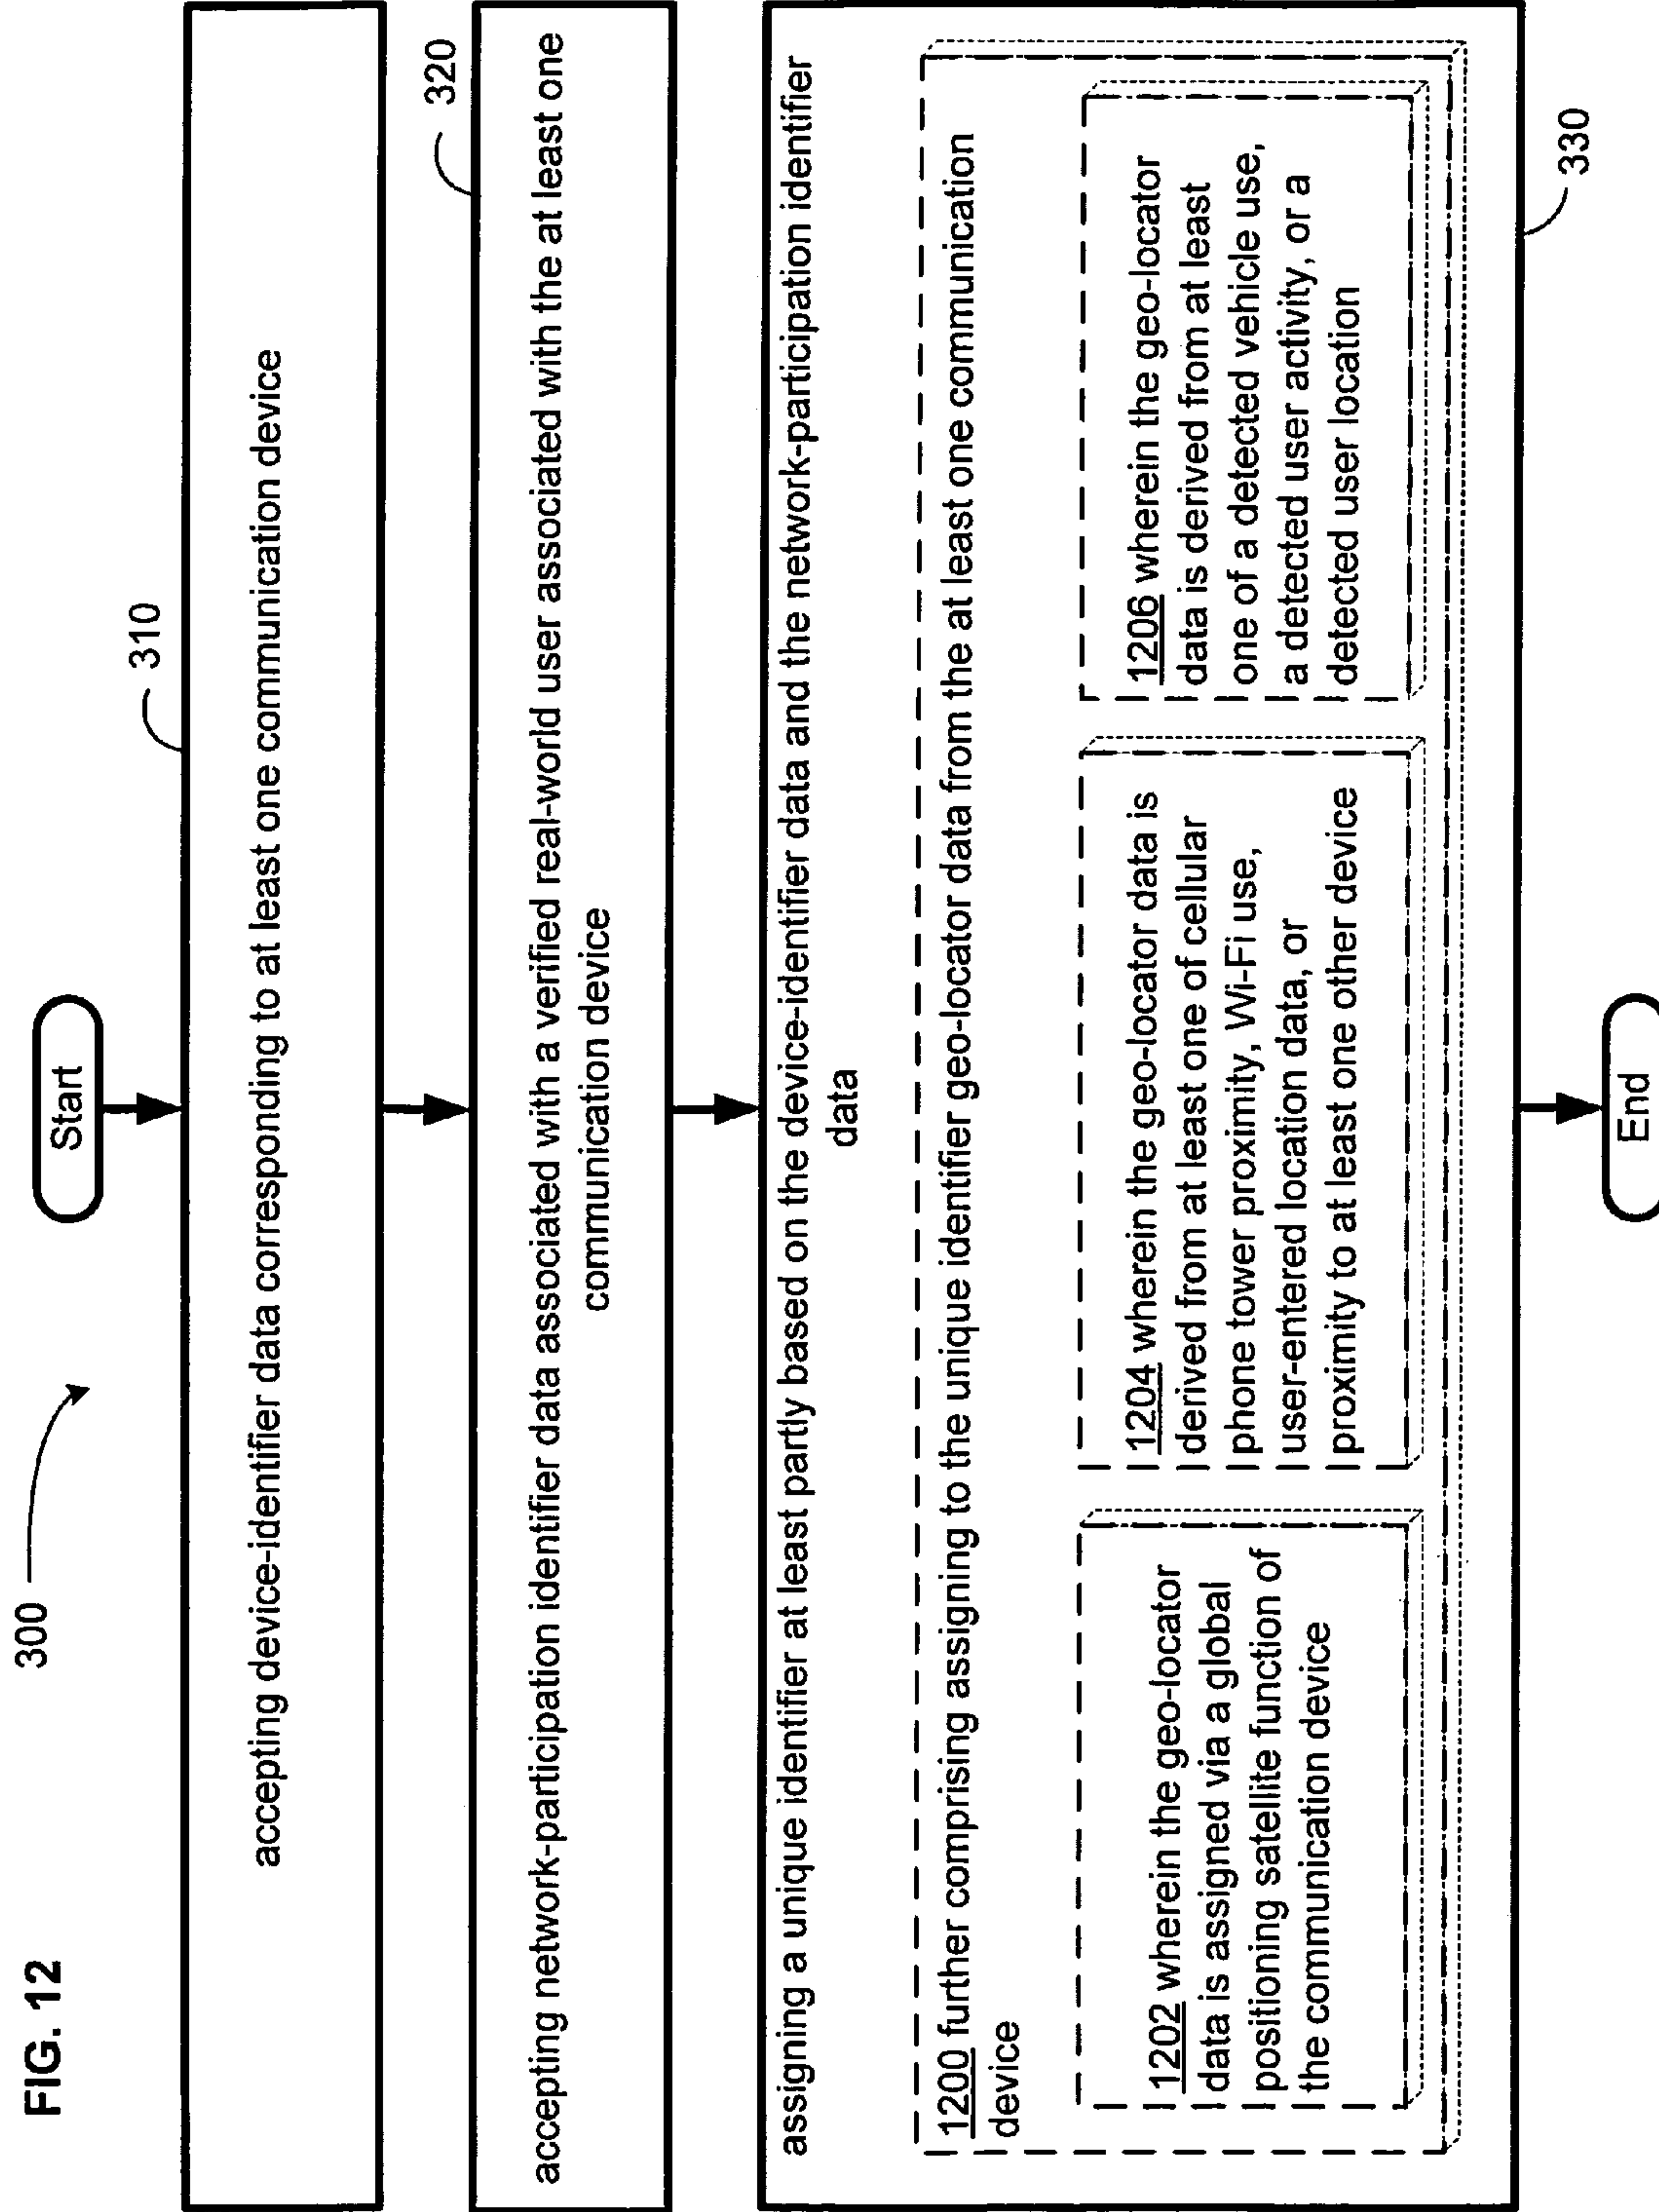 FIG. 12
300
Start
310
accepting device-identifier data corresponding to at least one communication device
320
accepting network-participation identifier data associated with a verified real-world user associated with the at least one
communication device
assigning a unique identifier at least partly based on the device-identifier data and the network-participation identifier
data
1200 further comprising assigning to the unique identifier geo-locator data from the at least one communication
device
1202 wherein the geo-locator
data is assigned via a global
positioning satellite function of
the communication device
1204 wherein the geo-locator data is
derived from at least one of cellular
phone tower proximity, Wi-Fi use,
user-entered location data, or
proximity to at least one other device
1206 wherein the geo-locator
data is derived from at least
one of a detected vehicle use,
a detected user activity, or a
detected user location
330
End